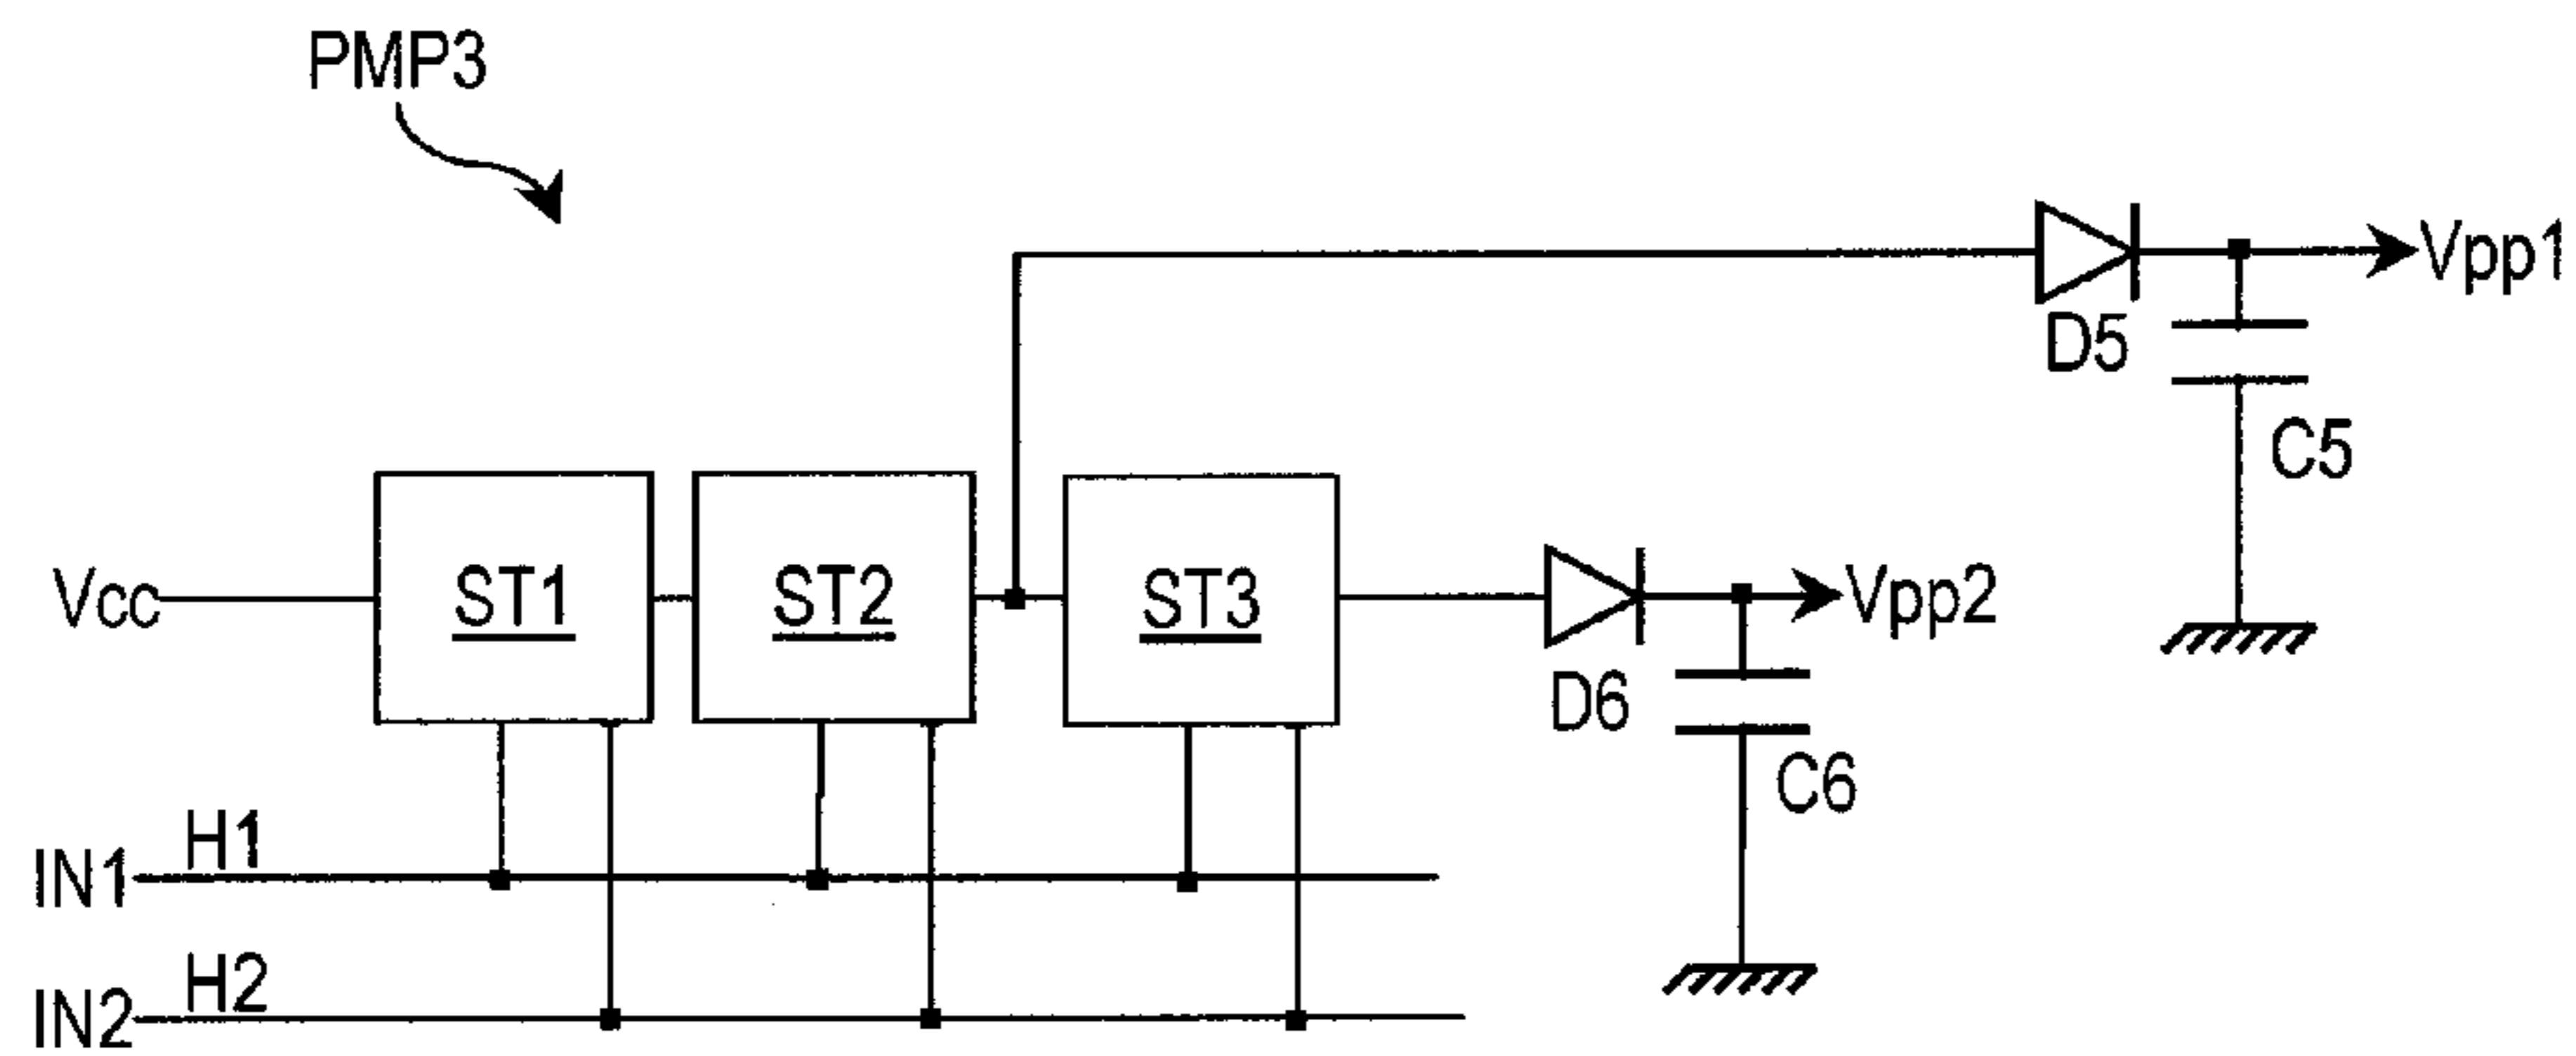 PMP3
Vpp1
D5
C5
Vcc
ST1
ST2
ST3
Vpp2
D6
C6
H1
IN1
H2
IN2